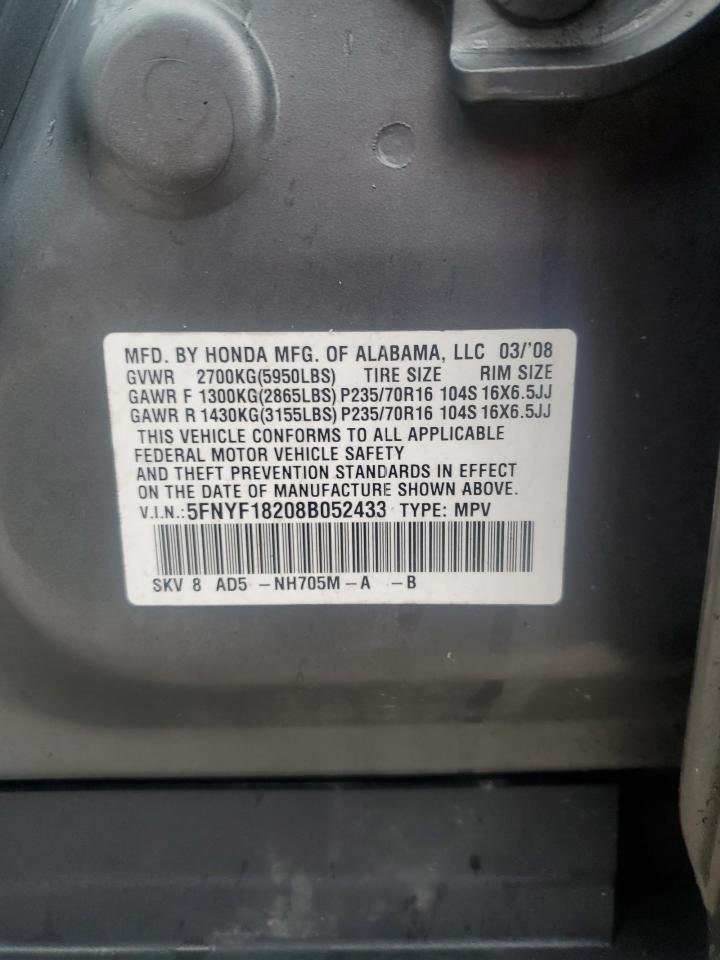 MFD. BY HONDA MFG. OF ALABAMA, LLC 03/'08
GVWR 2700KG(5950LBS) TIRE SIZE RIM SIZE
GAWR F 1300KG(2865LBS) P235/70R16 104S 16X6.5JJ
GAWR R 1430KG(3155LBS) P235/70R16 104S 16X6.5JJ
THIS VEHICLE CONFORMS TO ALL APPLICABLE
FEDERAL MOTOR VEHICLE SAFETY
AND THEFT PREVENTION STANDARDS IN EFFECT
ON THE DATE OF MANUFACTURE SHOWN ABOVE.
V.I.N.: 5FNYF18208B052433 TYPE: MPV
SKV 8 AD5 -NH705M-A -B